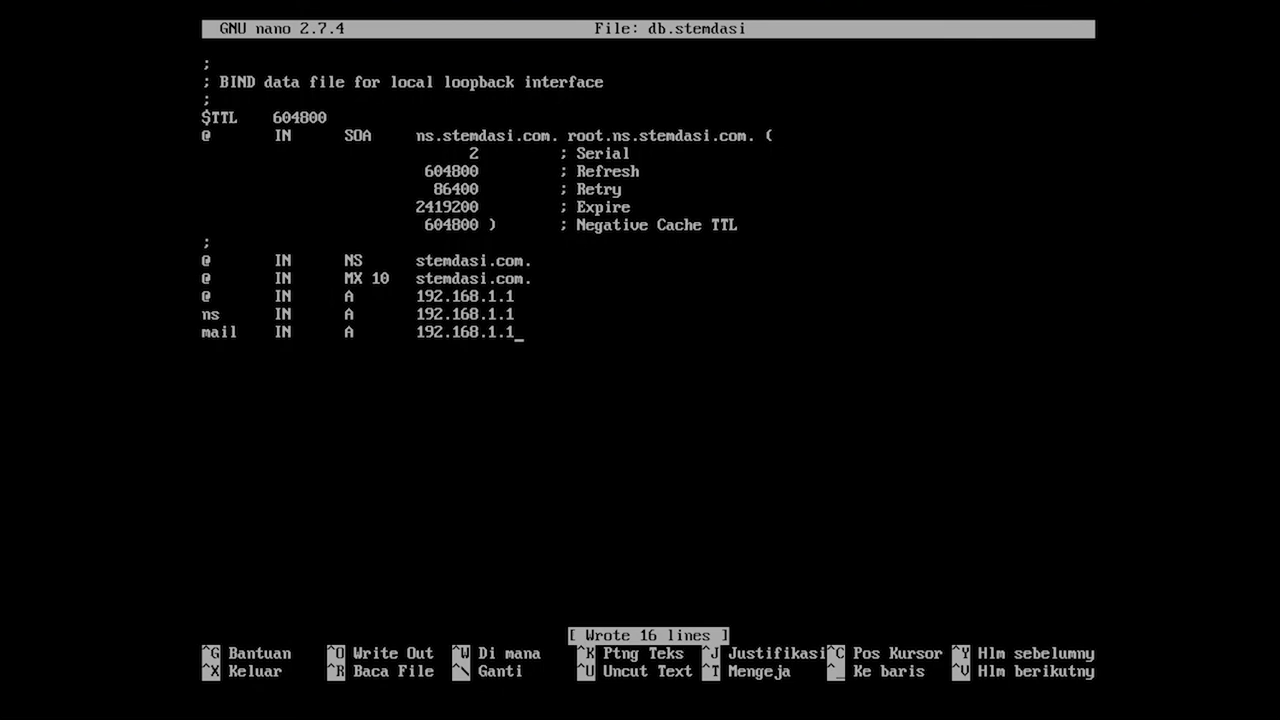 GNU nano 2.7.4 File: db.stemdasi
;
; BIND data file for local loopback interface
;
$TTL 604800
@ IN SOA ns.stemdasi.com. root.ns.stemdasi.com. (
2 ; Serial
604800 ; Refresh
86400 ; Retry
2419200 ; Expire
604800 ) ; Negative Cache TTL
;
@ IN NS stemdasi.com.
@ IN MX 10 stemdasi.com.
@ IN A 192.168.1.1
ns IN A 192.168.1.1
mail IN A 192.168.1.1_
[ Wrote 16 lines ]
^G Bantuan ^O Write Out ^W Di mana ^K Ptng Teks ^J Justifikasi ^C Pos Kursor ^Y Hlm sebelumny
^X Keluar ^R Baca File ^\ Ganti ^U Uncut Text ^T Mengeja ^_ Ke baris ^V Hlm berikutny